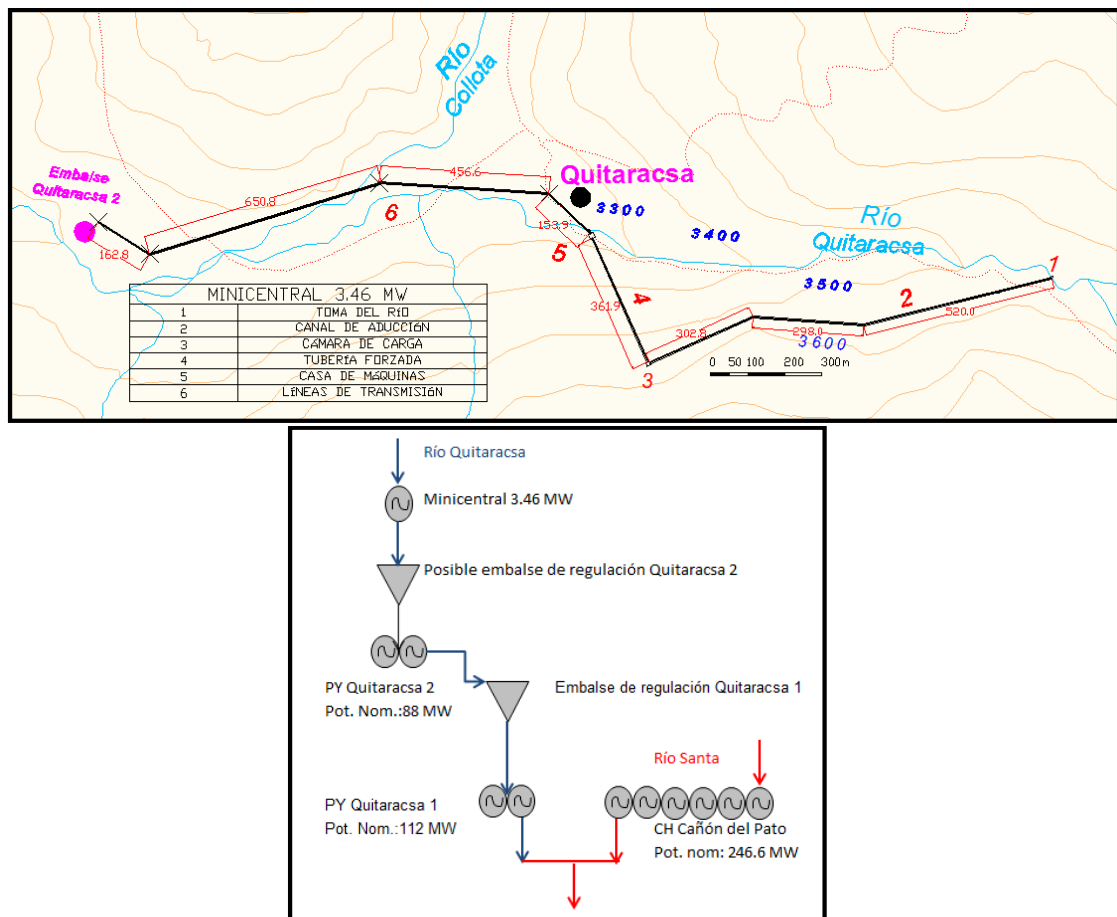 Río
Collota
Embalse
Quitaracsa 2
162.8
650.8
6
456.6
Quitaracsa
153.9
5
3300
3400
Río
Quitaracsa
3500
1
2
520.0
4
361.9
302.8
298.0
3600
3
0 50 100 200 300m
MINICENTRAL 3.46 MW
1 TOMA DEL RÍO
2 CANAL DE ADUCCIÓN
3 CÁMARA DE CARGA
4 TUBERÍA FORZADA
5 CASA DE MÁQUINAS
6 LÍNEAS DE TRANSMISIÓN
Río Quitaracsa
Minicentral 3.46 MW
Posible embalse de regulación Quitaracsa 2
PY Quitaracsa 2
Pot. Nom.:88 MW
Embalse de regulación Quitaracsa 1
Río Santa
PY Quitaracsa 1
Pot. Nom.:112 MW
CH Cañón del Pato
Pot. nom: 246.6 MW